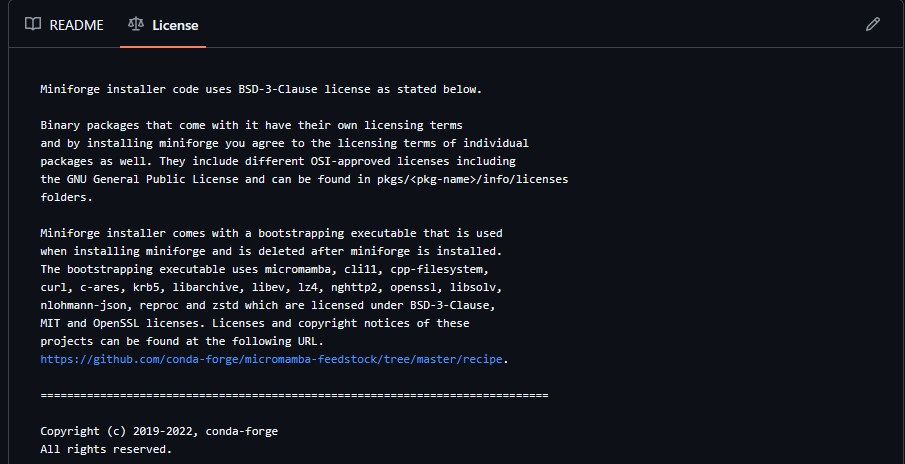 README License
Miniforge installer code uses BSD-3-Clause license as stated below.
Binary packages that come with it have their own licensing terms
and by installing miniforge you agree to the licensing terms of individual
packages as well. They include different OSI-approved licenses including
the GNU General Public License and can be found in pkgs/<pkg-name>/info/licenses
folders.
Miniforge installer comes with a bootstrapping executable that is used
when installing miniforge and is deleted after miniforge is installed.
The bootstrapping executable uses micromamba, cli11, cpp-filesystem,
curl, c-ares, krb5, libarchive, libev, lz4, nghttp2, openssl, libsolv,
nlohmann-json, reproc and zstd which are licensed under BSD-3-Clause,
MIT and OpenSSL licenses. Licenses and copyright notices of these
projects can be found at the following URL.
https://github.com/conda-forge/micromamba-feedstock/tree/master/recipe.
=============================================================================
Copyright (c) 2019-2022, conda-forge
All rights reserved.